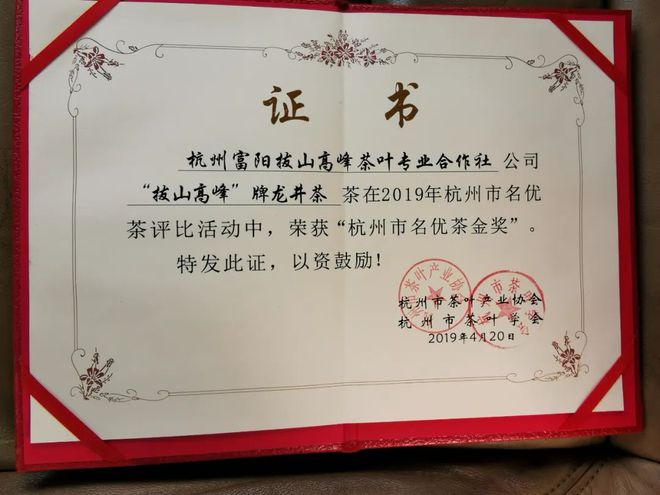 证书
杭州富阳拔山高峰茶叶专业合作社 公司
“拔山高峰”牌龙井茶 茶在2019年杭州市名优
茶评比活动中，荣获“杭州市名优茶金奖”。
特发此证，以资鼓励！
杭州市茶叶产业协会
杭州市茶叶学会
2019年4月20日